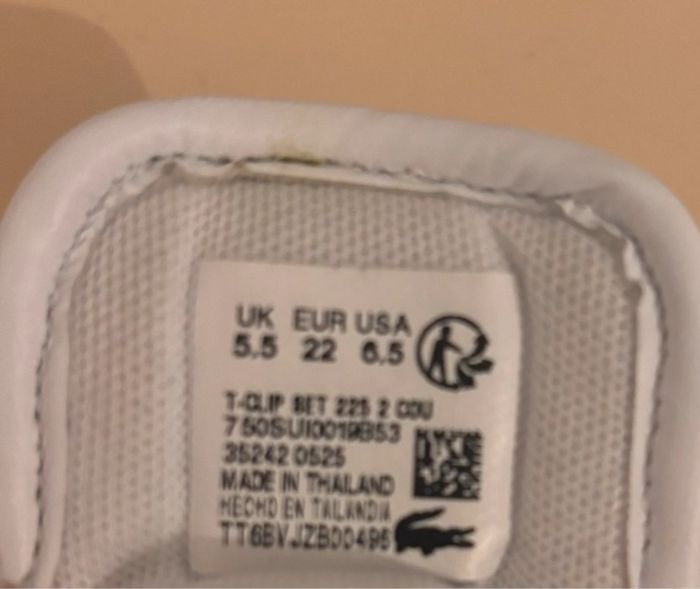 UK EUR USA
5.5 22 6.5
T-CLIP SET 225 2 COU
750SUI0019B53
35242 0525
MADE IN THAILAND
HECHO EN TAILANDIA
TT6BVJZB00495